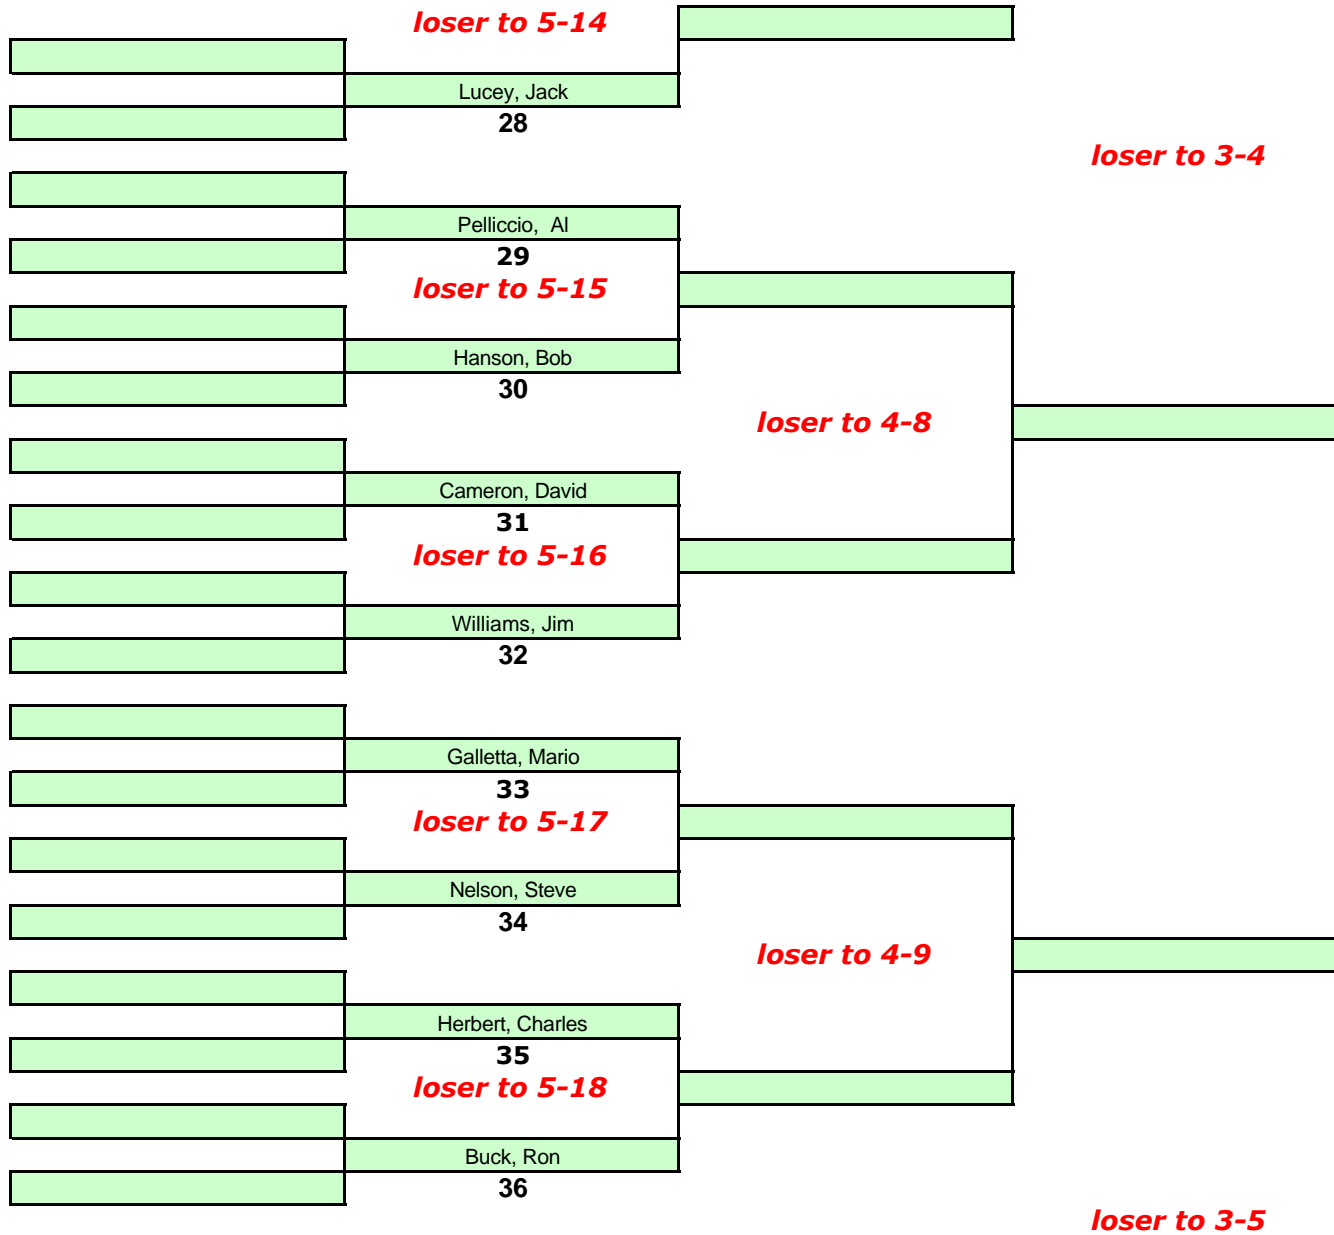 loser to 5-14
Lucey, Jack
28
loser to 3-4
Pelliccio,  Al
29
loser to 5-15
Hanson, Bob
30
loser to 4-8
Cameron, David
31
loser to 5-16
Williams, Jim
32
Galletta, Mario
33
loser to 5-17
Nelson, Steve
34
loser to 4-9
Herbert, Charles
35
loser to 5-18
Buck, Ron
36
loser to 3-5